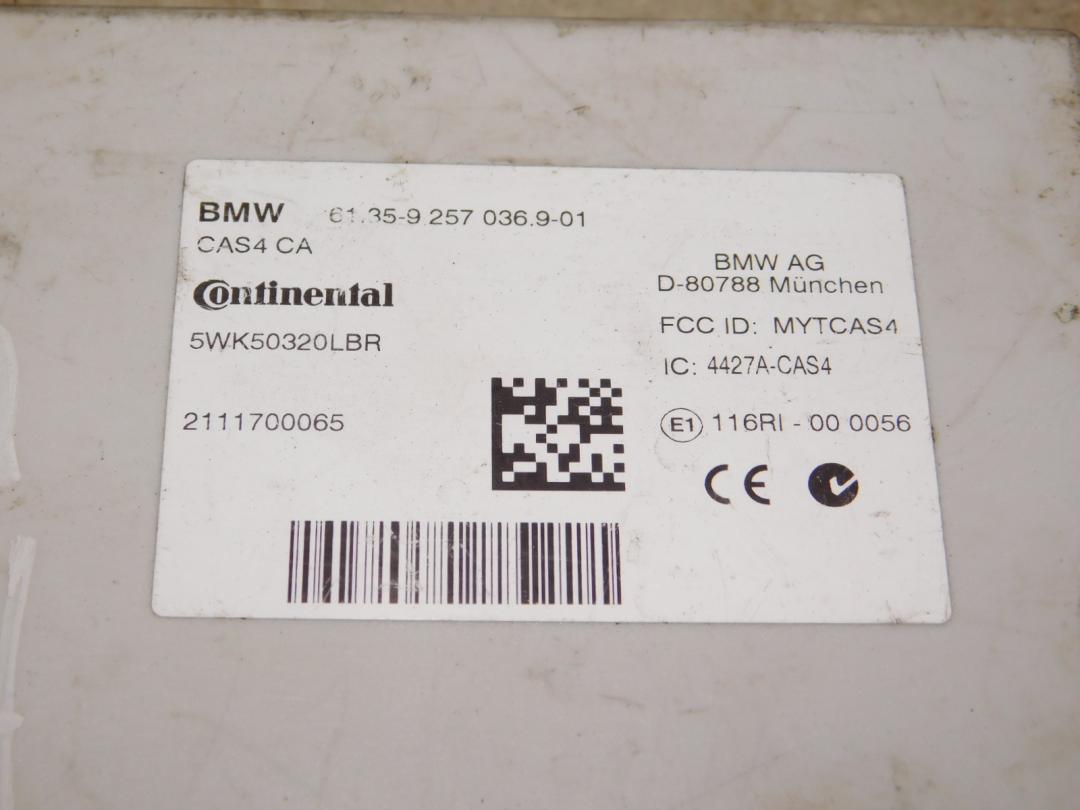 BMW 61.35-9 257 036.9-01
CAS4 CA
Continental
5WK50320LBR
2111700065
BMW AG
D-80788 München
FCC ID: MYTCAS4
IC: 4427A-CAS4
E1 116RI - 00 0056
CE